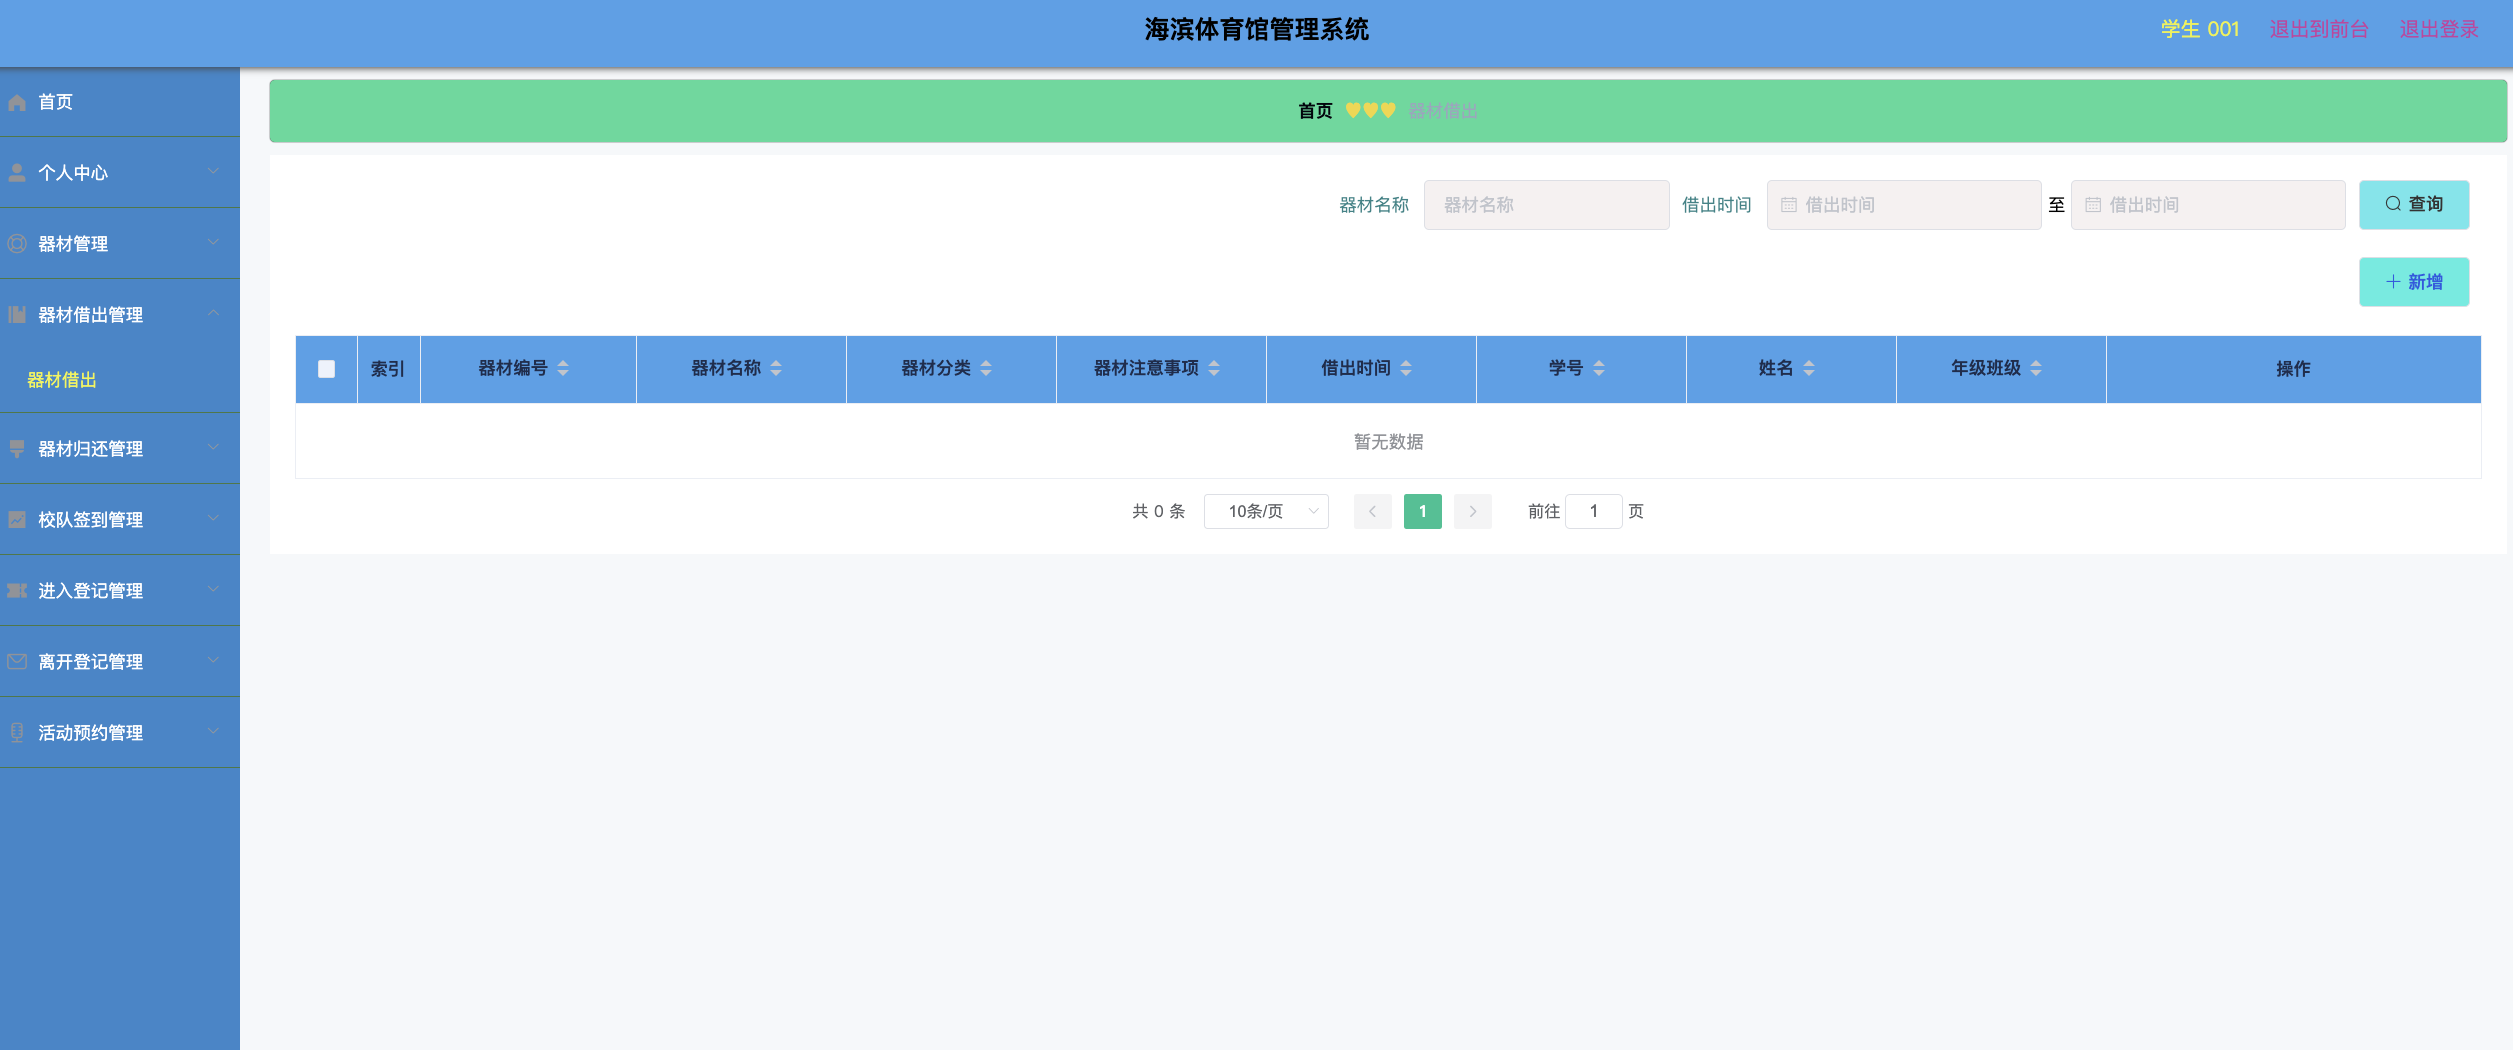 海滨体育馆管理系统
学生 001 退出到前台 退出登录
首页
个人中心
器材管理
器材借出管理
器材借出
器材归还管理
校队签到管理
进入登记管理
离开登记管理
活动预约管理
首页 器材借出
器材名称 器材名称 借出时间 借出时间 至 借出时间 查询
新增
索引 器材编号 器材名称 器材分类 器材注意事项 借出时间 学号 姓名 年级班级 操作
暂无数据
共 0 条 10条/页 1 前往 1 页